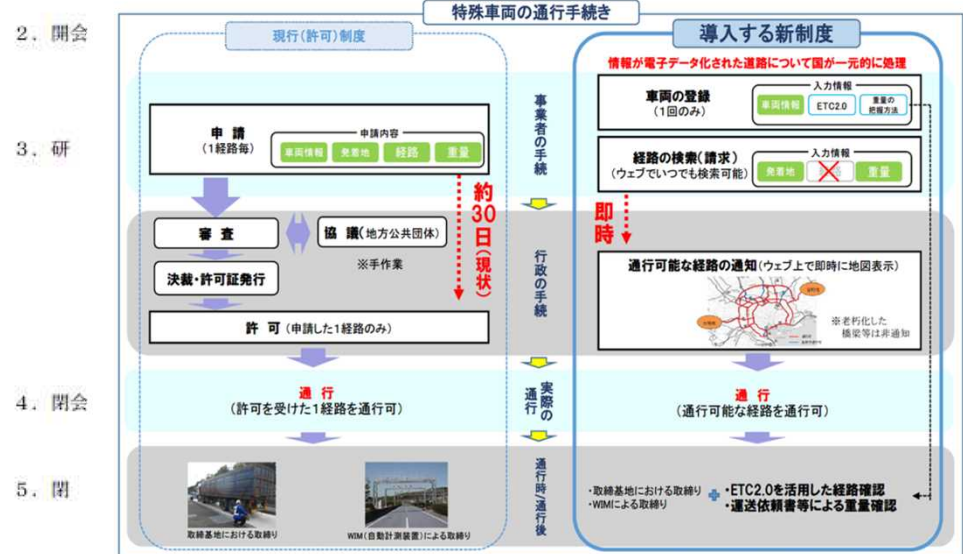 特殊車両の通行手続き
2．開会
3．研
4．閉会
5．閉
現行(許可)制度
申請
(1経路毎)
申請内容
車両情報 発着地 経路 重量
約30日(現状)
審査
協議(地方公共団体)
※手作業
決裁・許可証発行
許可(申請した1経路のみ)
通行
(許可を受けた1経路を通行可)
取締基地における取締り
WIM(自動計測装置)による取締り
事業者の手続
行政の手続
実際の通行
通行時/通行後
導入する新制度
情報が電子データ化された道路について国が一元的に処理
車両の登録
(1回のみ)
入力情報
車両情報 ETC2.0 重量の把握方法
経路の検索(請求)
(ウェブでいつでも検索可能)
入力情報
発着地 重量
即時
通行可能な経路の通知(ウェブ上で即時に地図表示)
※老朽化した
橋梁等は非通知
通行
(通行可能な経路を通行可)
・取締基地における取締り
・WIMによる取締り
・ETC2.0を活用した経路確認
・運送依頼書等による重量確認